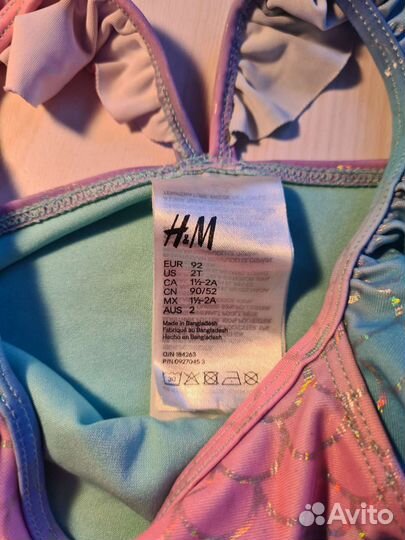 H&M
EUR 92
US 2T
CA 1½-2A
CN 90/52
MX 1½-2A
AUS 2
Made in Bangladesh
Fabriqué au Bangladesh
Hecho en Bangladesh
O/N 184263
P/N 0927045 3
Avito